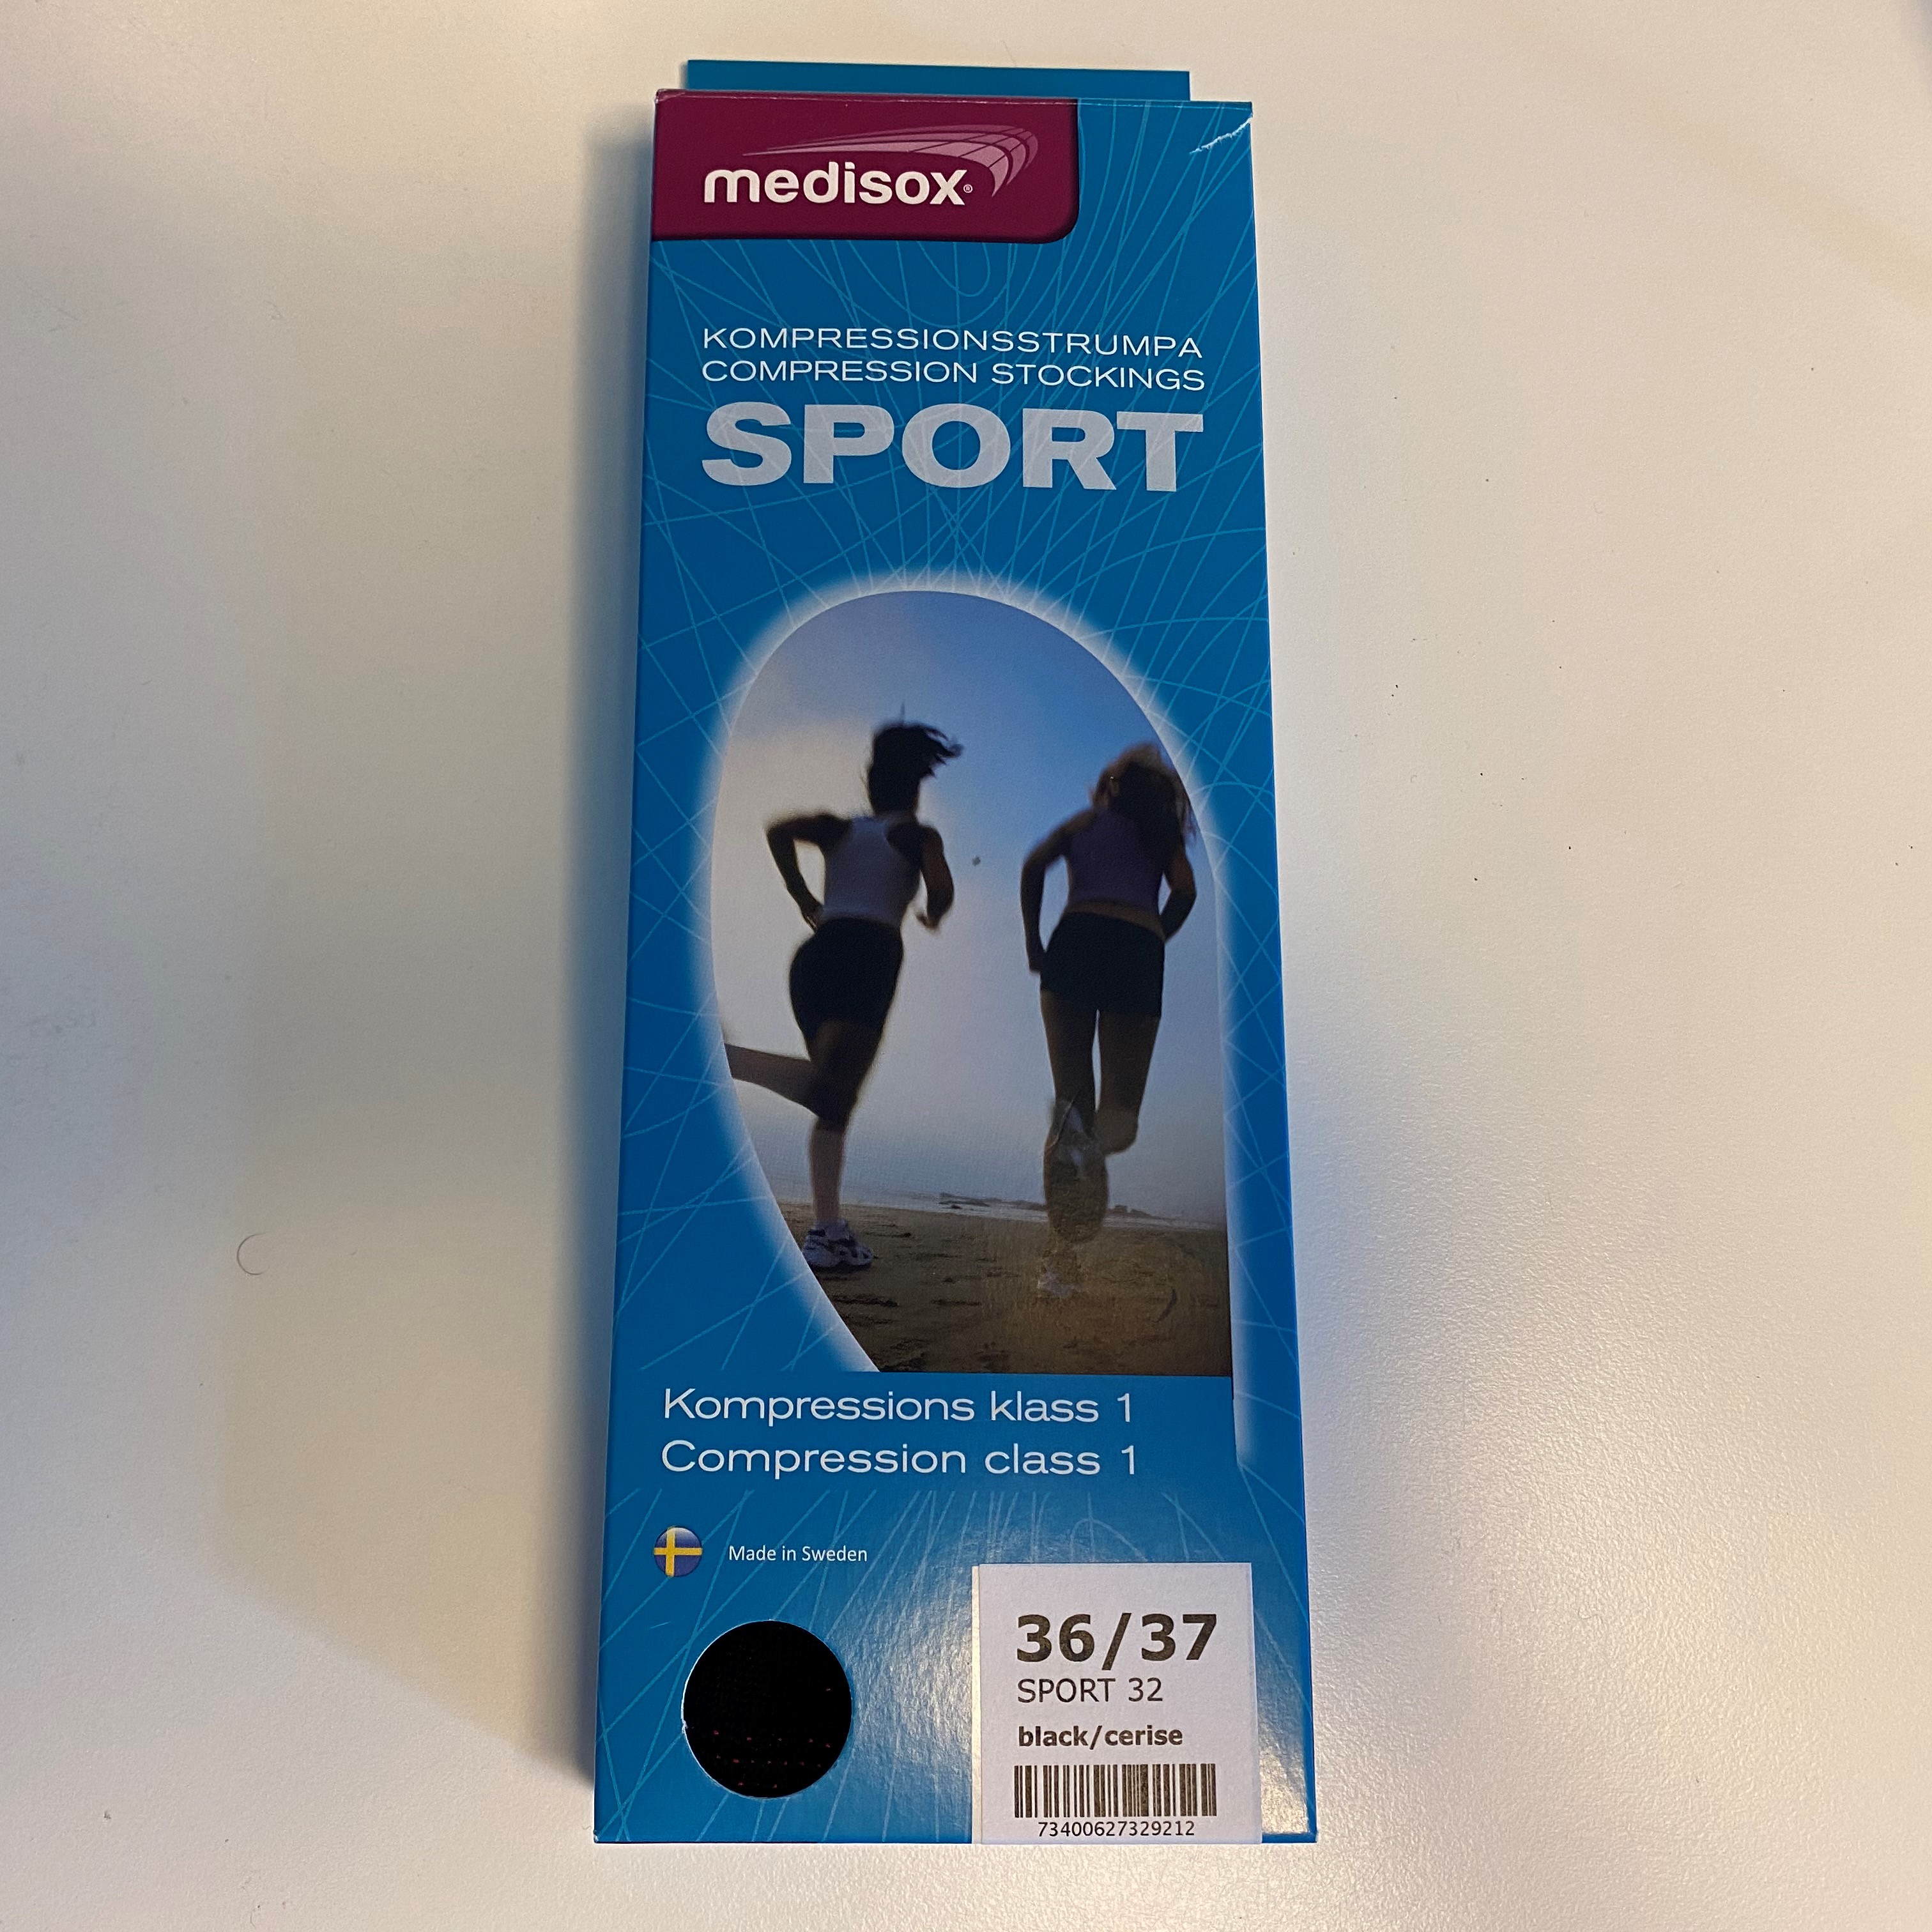 medisox®
KOMPRESSIONSSTRUMPA
COMPRESSION STOCKINGS
SPORT
Kompressions klass 1
Compression class 1
Made in Sweden
36/37
SPORT 32
black/cerise
73400627329212